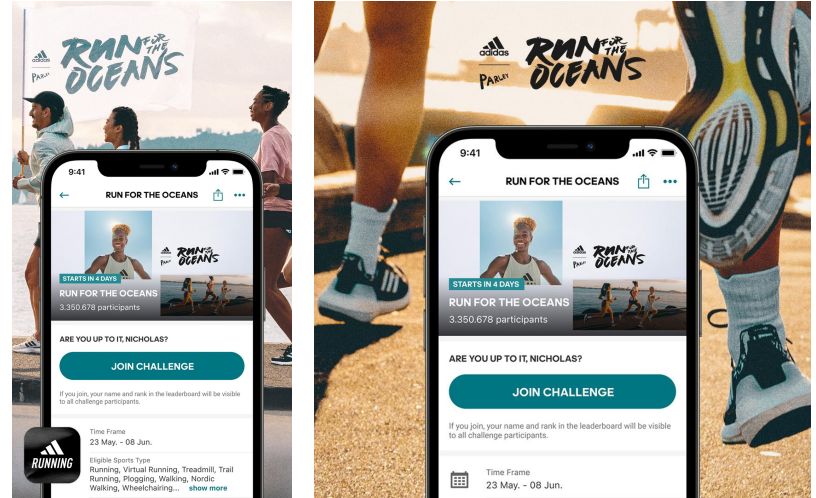 adidas
PARLEY
RUN FOR
THE
OCEANS
9:41
RUN FOR THE OCEANS
adidas
PARLEY
RUN FOR
THE
OCEANS
STARTS IN 4 DAYS
RUN FOR THE OCEANS
3.350.678 participants
ARE YOU UP TO IT, NICHOLAS?
JOIN CHALLENGE
If you join, your name and rank in the leaderboard will be visible
to all challenge participants.
Time Frame
23 May. - 08 Jun.
Eligible Sports Type
Running, Virtual Running, Treadmill, Trail
Running, Plogging, Walking, Nordic
Walking, Wheelchairing... show more
RUNNING
adidas
PARLEY
RUN FOR
THE
OCEANS
9:41
RUN FOR THE OCEANS
adidas
PARLEY
RUN FOR
THE
OCEANS
STARTS IN 4 DAYS
RUN FOR THE OCEANS
3.350.678 participants
ARE YOU UP TO IT, NICHOLAS?
JOIN CHALLENGE
If you join, your name and rank in the leaderboard will be visible
to all challenge participants.
Time Frame
23 May. - 08 Jun.